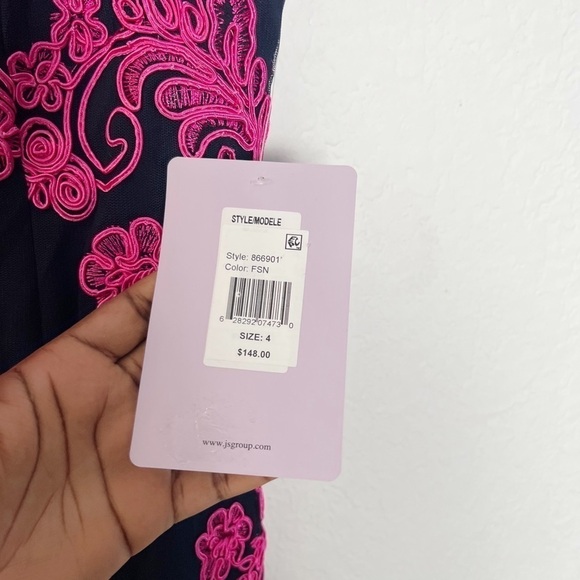 STYLE/MODELE
Style: 866901
Color: FSN
6 28292 07473 0
SIZE: 4
$148.00
www.jsgroup.com